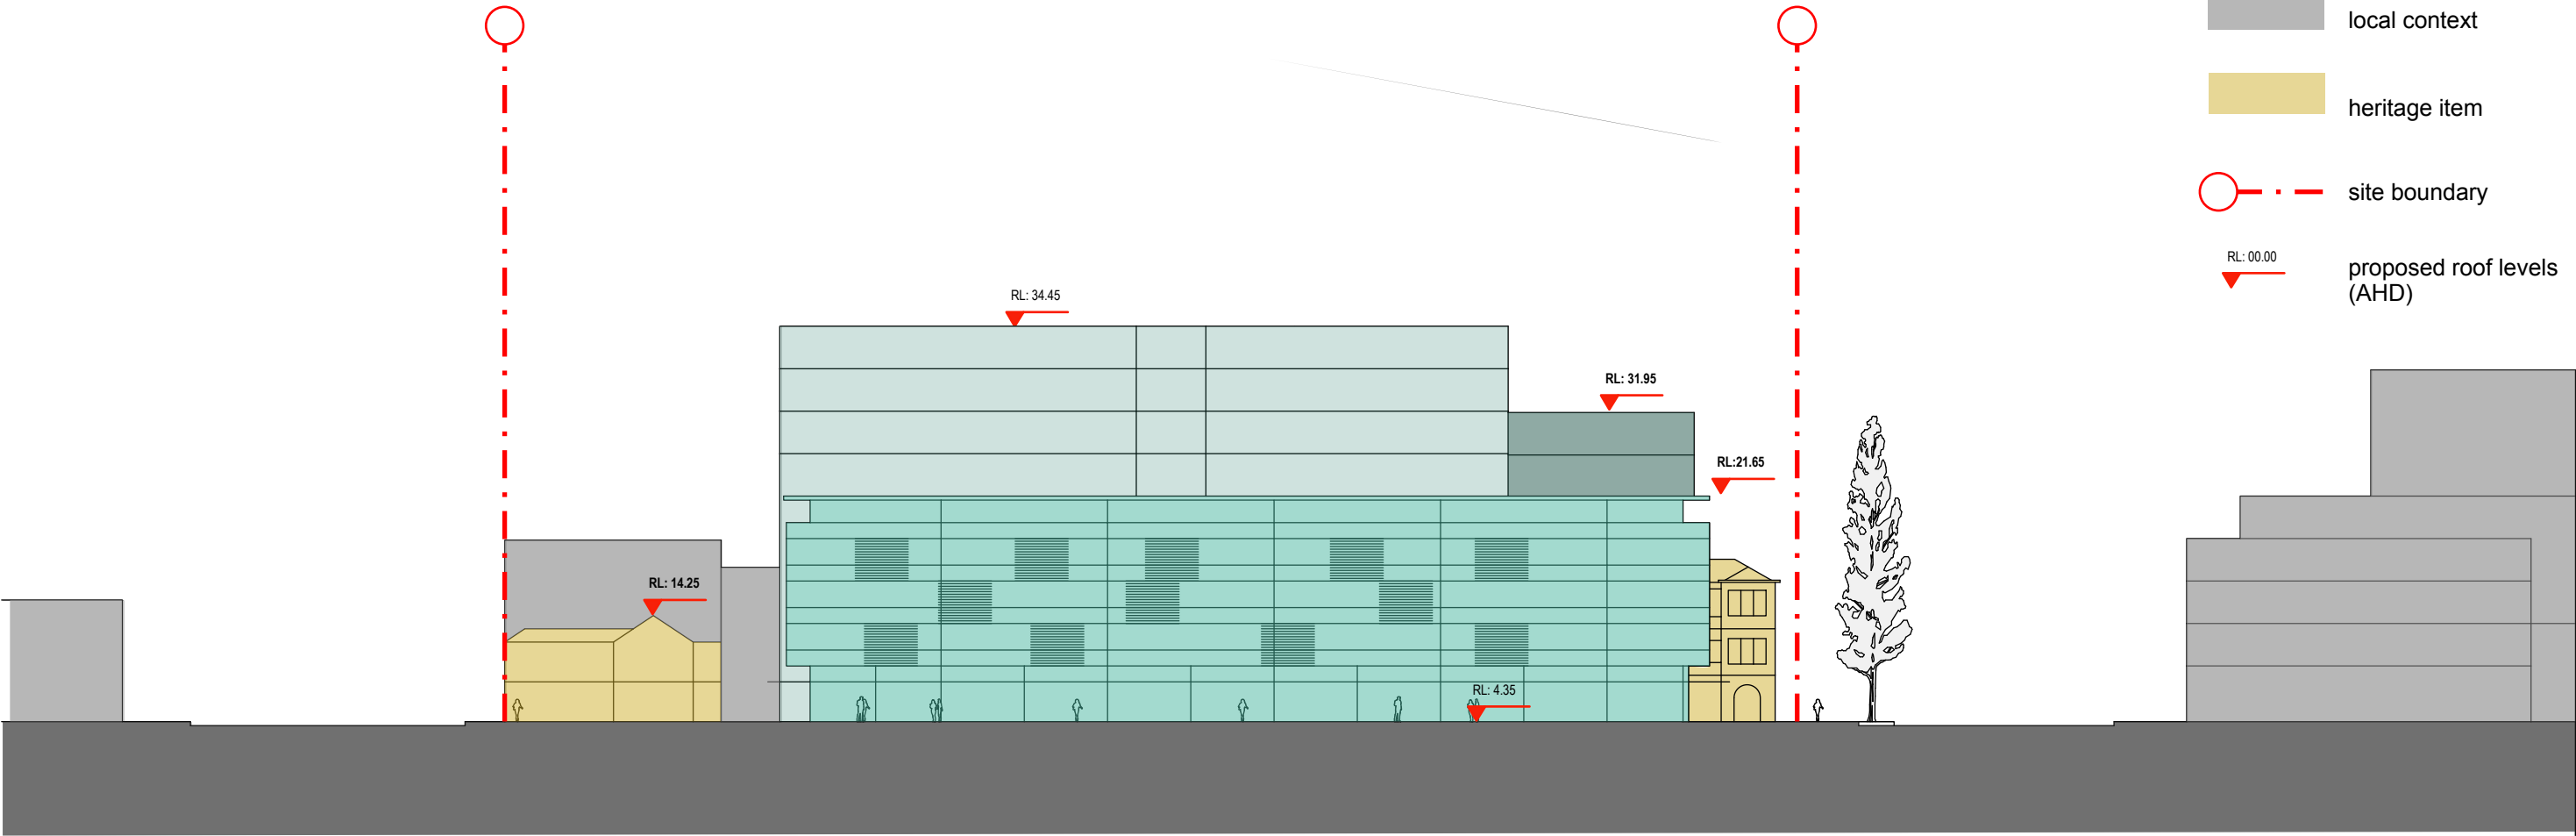 local context
heritage item
site boundary
RL: 00.00
proposed roof levels
(AHD)
RL: 34.45
RL: 31.95
RL:21.65
RL: 14.25
RL: 4.35